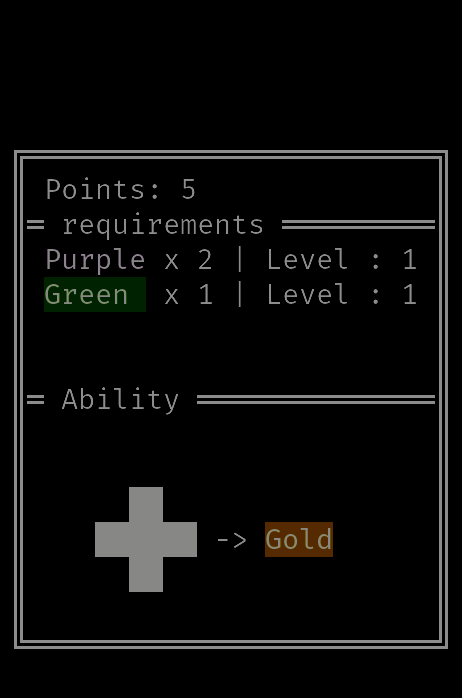 Points: 5
requirements
Purple x 2 | Level : 1
Green x 1 | Level : 1
Ability
-> Gold